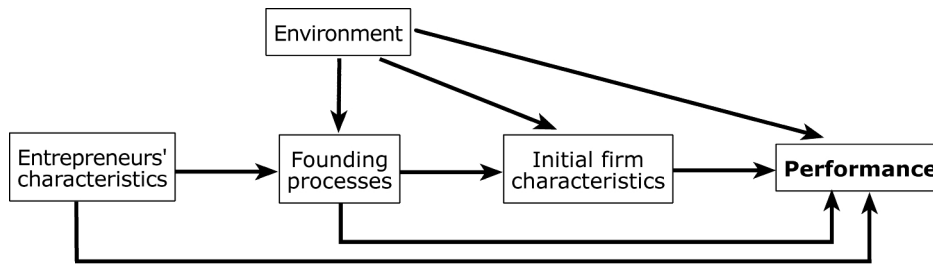 Environment
Entrepreneurs'
characteristics
Founding
processes
Initial firm
characteristics
Performance